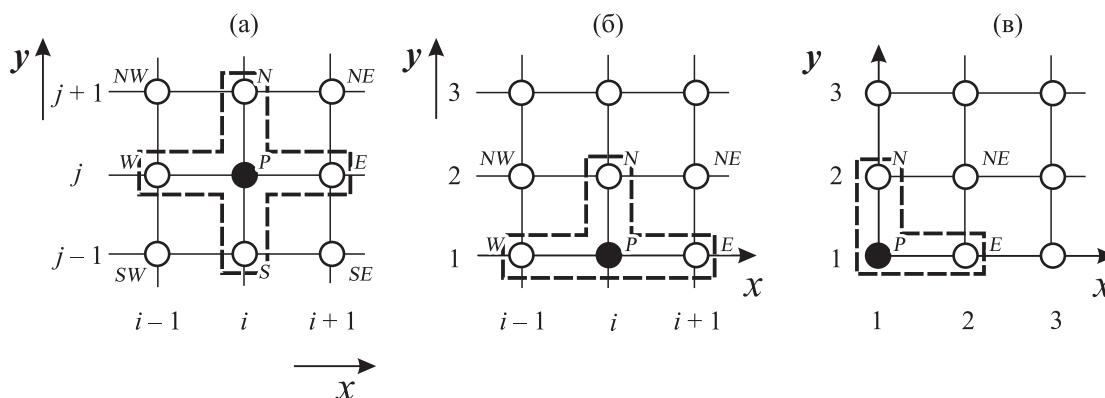 (а) (б) (в)
y y y
NW N NE
j + 1 3 3
W P E NW N NE N NE
j 2 2
W P E P E
j – 1 1 1
SW S SE x x
i – 1 i i + 1 i – 1 i i + 1 1 2 3
x